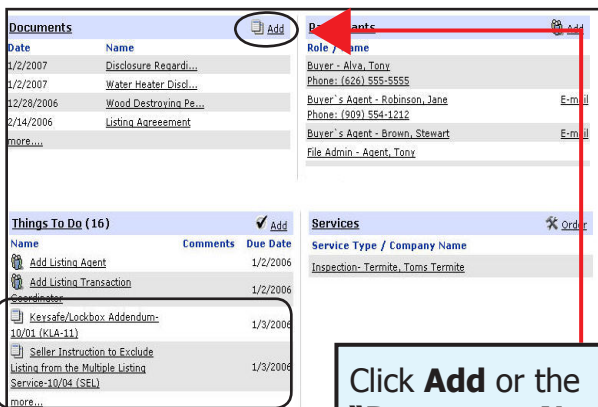 Documents Add
Date Name
1/2/2007 Disclosure Regardi...
1/2/2007 Water Heater Discl...
12/28/2006 Wood Destroying Pe...
2/14/2006 Listing Agreeement
more....
Add
Role / Name
Buyer - Alva, Tony
Phone: (626) 555-5555
Buyer`s Agent - Robinson, Jane E-mail
Phone: (909) 554-1212
Buyer`s Agent - Brown, Stewart E-mail
File Admin - Agent, Tony
Things To Do (16) Add
Name Comments Due Date
Add Listing Agent 1/2/2006
Add Listing Transaction
Coordinator 1/2/2006
Keysafe/Lockbox Addendum-
10/01 (KLA-11) 1/3/2006
Seller Instruction to Exclude
Listing from the Multiple Listing 1/3/2006
Service-10/04 (SEL)
more...
Services Order
Service Type / Company Name
Inspection- Termite, Toms Termite
Click Add or the